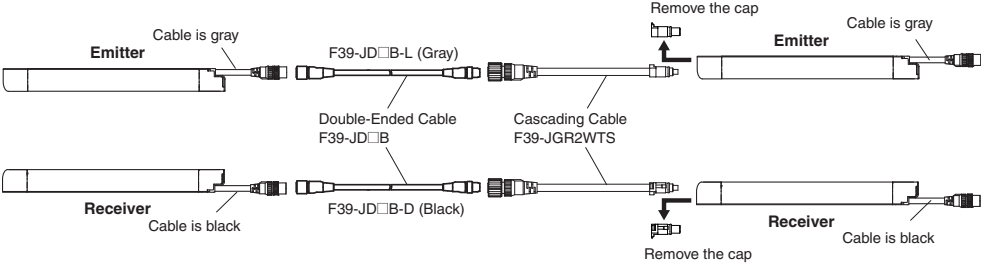 Remove the cap
Cable is gray
Emitter
F39-JD□B-L (Gray)
Cable is gray
Emitter
Double-Ended Cable
F39-JD□B
Cascading Cable
F39-JGR2WTS
Receiver
Cable is black
F39-JD□B-D (Black)
Receiver
Cable is black
Remove the cap